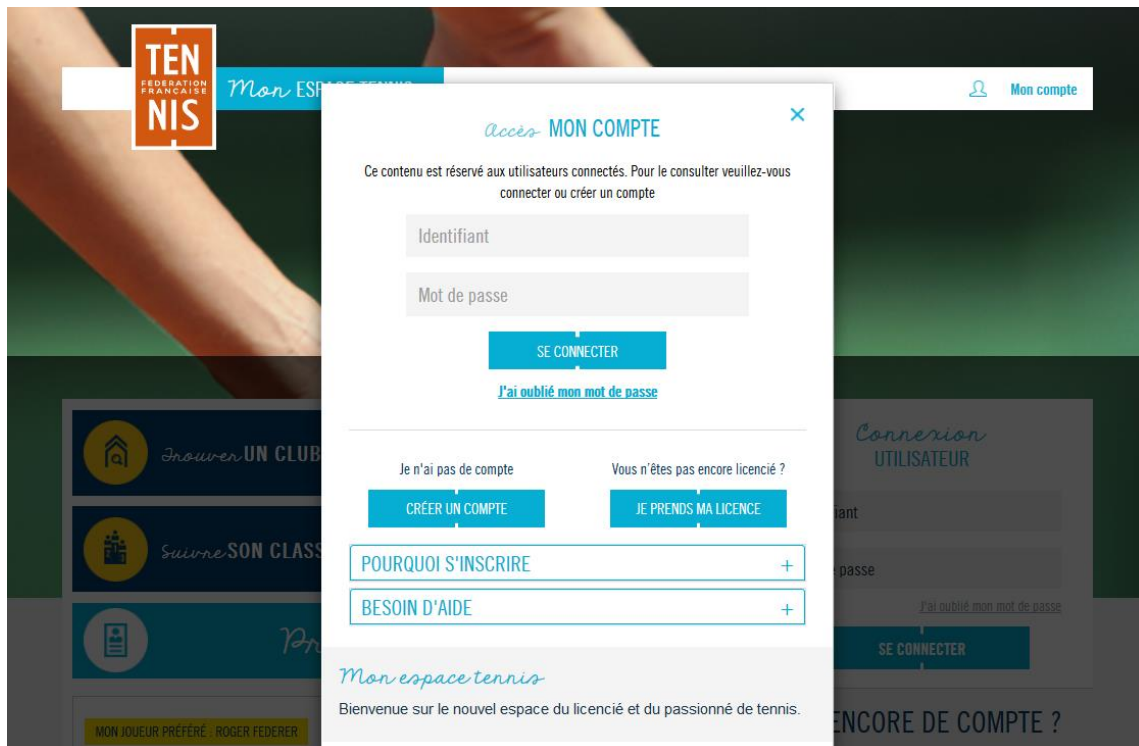 TEN
FEDERATION
FRANÇAISE
NIS
Mon ESPACE TENNIS
Mon compte
Accès MON COMPTE
Ce contenu est réservé aux utilisateurs connectés. Pour le consulter veuillez-vous
connecter ou créer un compte
Identifiant
Mot de passe
SE CONNECTER
J'ai oublié mon mot de passe
Je n'ai pas de compte
Vous n'êtes pas encore licencié ?
CRÉER UN COMPTE
JE PRENDS MA LICENCE
POURQUOI S'INSCRIRE +
BESOIN D'AIDE +
Mon espace tennis
Bienvenue sur le nouvel espace du licencié et du passionné de tennis.
Trouver UN CLUB
Suivre SON CLASS
Pr
MON JOUEUR PRÉFÉRÉ : ROGER FEDERER
Connexion
UTILISATEUR
iant
passe
J'ai oublié mon mot de passe
SE CONNECTER
ENCORE DE COMPTE ?